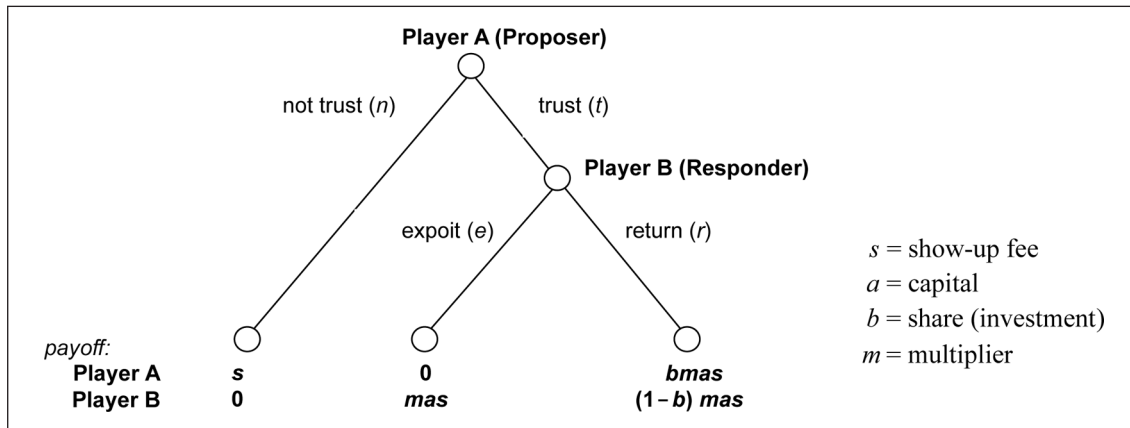 Player A (Proposer)
not trust (n)
trust (t)
Player B (Responder)
expoit (e)
return (r)
s = show-up fee
a = capital
b = share (investment)
m = multiplier
payoff:
Player A s 0 bmas
Player B 0 mas (1 – b) mas